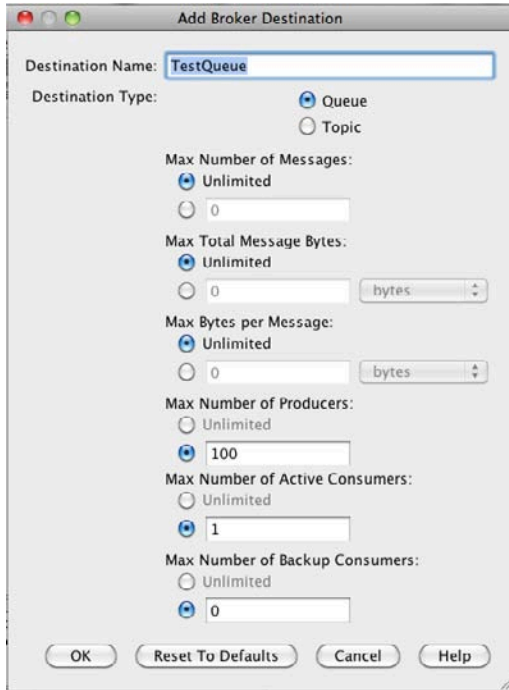 Add Broker Destination
Destination Name: TestQueue
Destination Type: Queue
Topic
Max Number of Messages:
Unlimited
0
Max Total Message Bytes:
Unlimited
0 bytes
Max Bytes per Message:
Unlimited
0 bytes
Max Number of Producers:
Unlimited
100
Max Number of Active Consumers:
Unlimited
1
Max Number of Backup Consumers:
Unlimited
0
OK Reset To Defaults Cancel Help